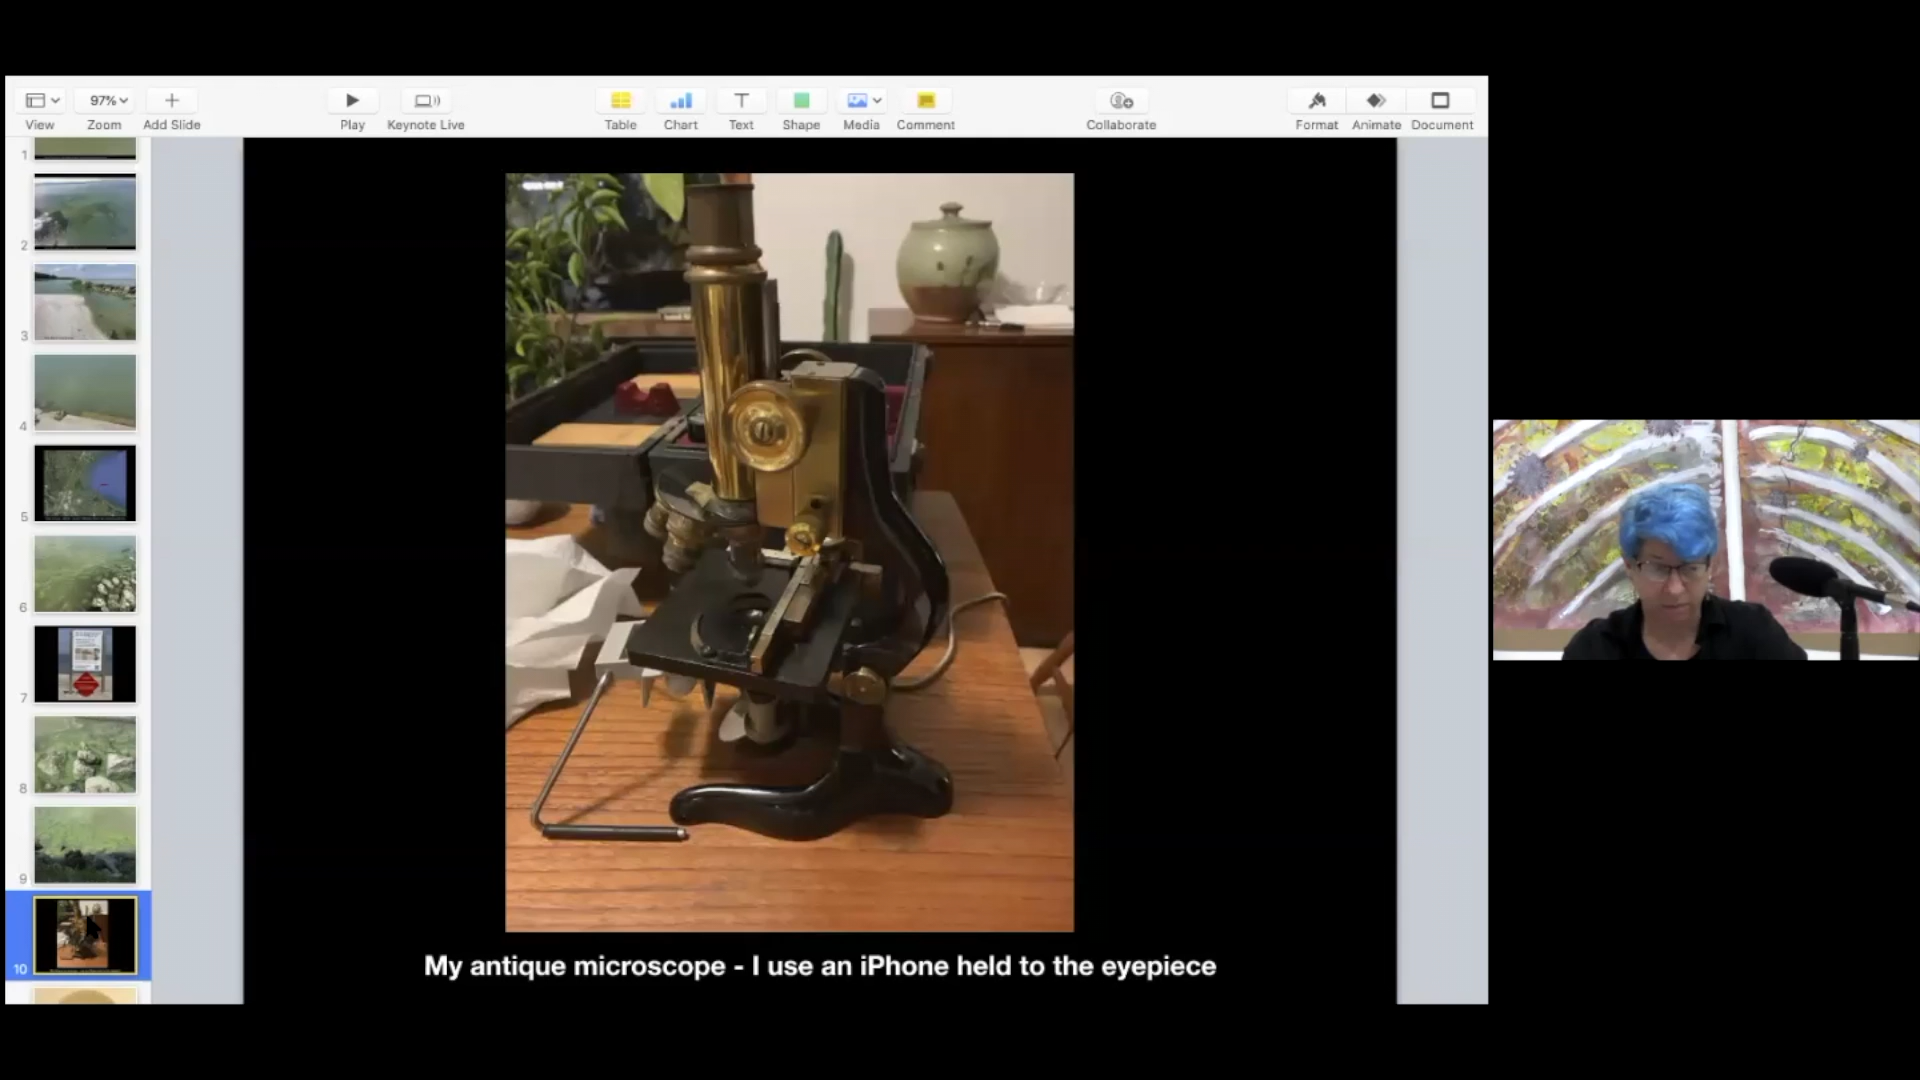 97%
View
Zoom
Add Slide
Play
Keynote Live
Table
Chart
Text
Shape
Media
Comment
Collaborate
Format
Animate
Document
1
2
3
4
5
6
7
8
9
10
My antique microscope - I use an iPhone held to the eyepiece